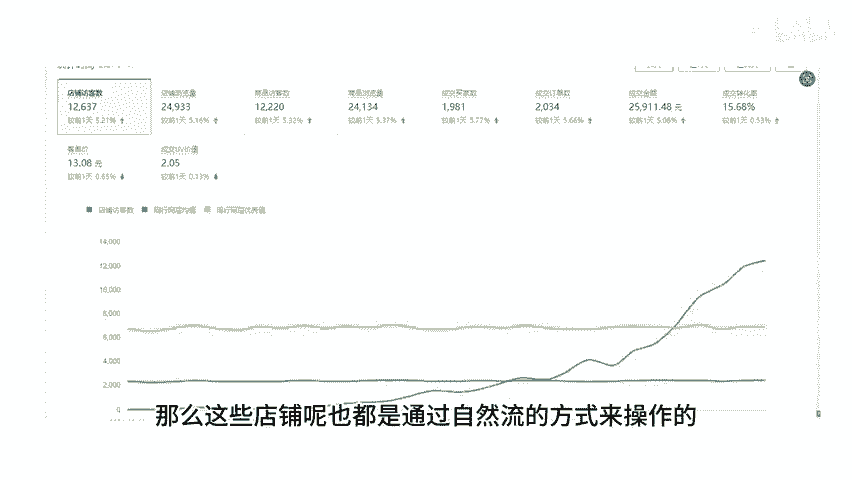 店铺访客数 店铺浏览量 商品访客数 商品浏览量 成交买家数 成交订单数 成交金额 成交转化率
12,637 24,933 12,220 24,134 1,981 2,034 25,911.48 元 15.68%
较前1天 5.21% 较前1天 5.16% 较前1天 5.32% 较前1天 5.37% 较前1天 5.77% 较前1天 5.66% 较前1天 5.08% 较前1天 0.53%
客单价 成交UV价值
13.08 元 2.05
较前1天 0.65% 较前1天 0.13%
店铺访客数 同行同层均值 同行同层优秀值
14,000
12,000
10,000
8,000
6,000
4,000
2,000
0
那么这些店铺呢也都是通过自然流的方式来操作的